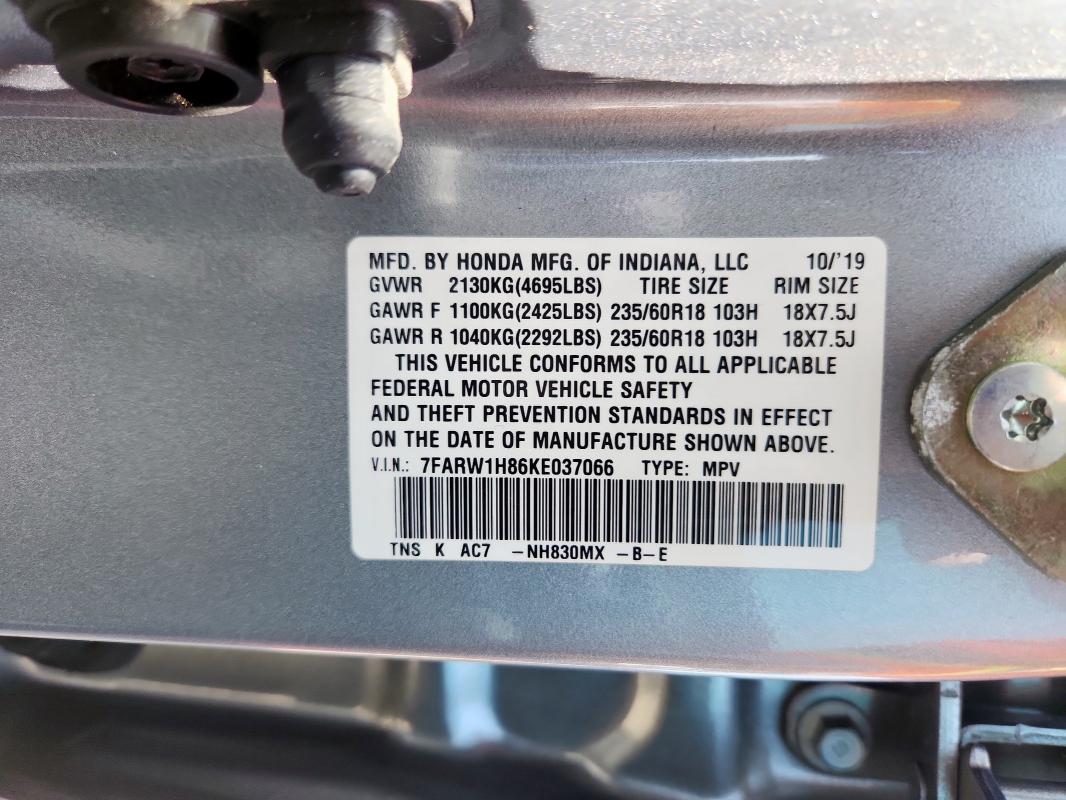 MFD. BY HONDA MFG. OF INDIANA, LLC 10/'19
GVWR 2130KG(4695LBS) TIRE SIZE RIM SIZE
GAWR F 1100KG(2425LBS) 235/60R18 103H 18X7.5J
GAWR R 1040KG(2292LBS) 235/60R18 103H 18X7.5J
THIS VEHICLE CONFORMS TO ALL APPLICABLE
FEDERAL MOTOR VEHICLE SAFETY
AND THEFT PREVENTION STANDARDS IN EFFECT
ON THE DATE OF MANUFACTURE SHOWN ABOVE.
V.I.N.: 7FARW1H86KE037066 TYPE: MPV
TNS K AC7 –NH830MX –B–E